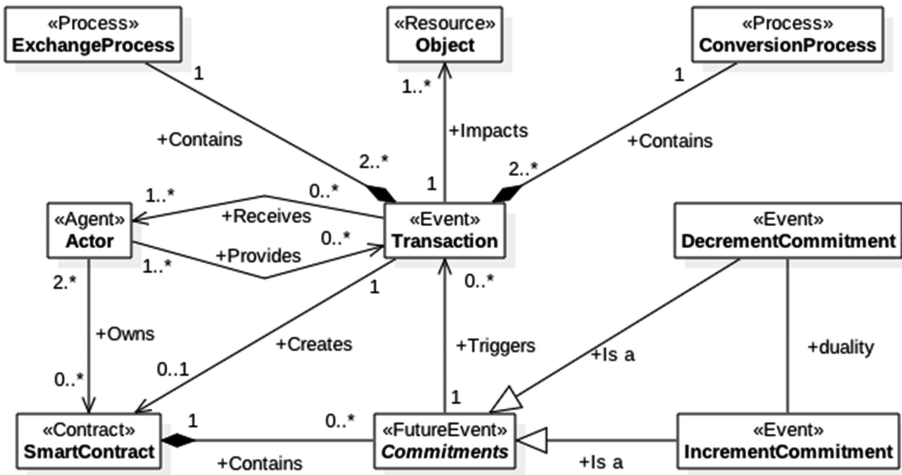 «Process»
ExchangeProcess
«Resource»
Object
«Process»
ConversionProcess
1
1..*
1
+Contains
+Impacts
+Contains
2..*
1
2..*
1..*
0..*
+Receives
«Agent»
Actor
«Event»
Transaction
«Event»
DecrementCommitment
+Provides
0..*
1..*
2.*
1
0..*
+Owns
+Creates
+Triggers
+Is a
+duality
0..*
0..1
1
«Contract»
SmartContract
1
0..*
+Contains
«FutureEvent»
Commitments
+Is a
«Event»
IncrementCommitment